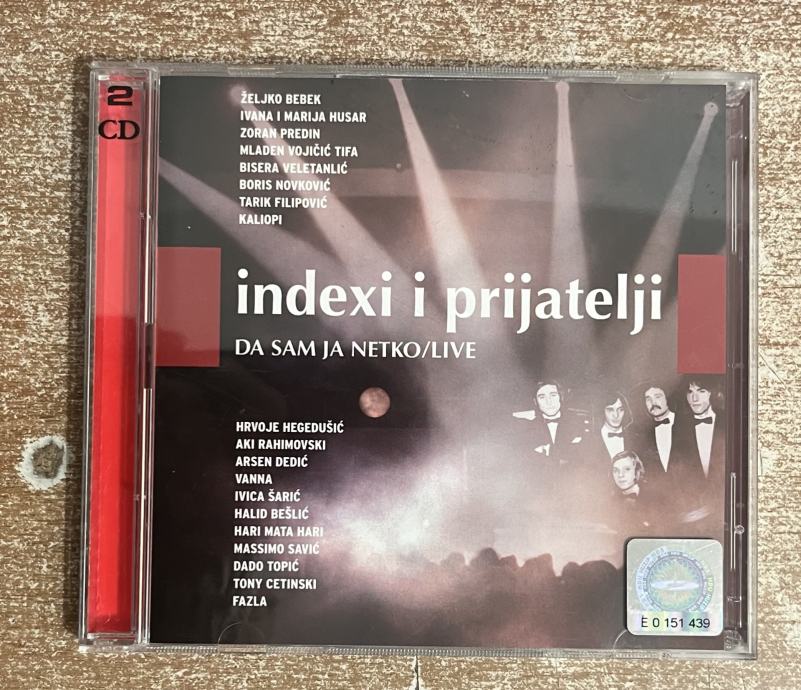 2
CD
ŽELJKO BEBEK
IVANA I MARIJA HUSAR
ZORAN PREDIN
MLADEN VOJIČIĆ TIFA
BISERA VELETANLIĆ
BORIS NOVKOVIĆ
TARIK FILIPOVIĆ
KALIOPI
indexi i prijatelji
DA SAM JA NETKO/LIVE
HRVOJE HEGEDUŠIĆ
AKI RAHIMOVSKI
ARSEN DEDIĆ
VANNA
IVICA ŠARIĆ
HALID BEŠLIĆ
HARI MATA HARI
MASSIMO SAVIĆ
DADO TOPIĆ
TONY CETINSKI
FAZLA
E 0 151 439